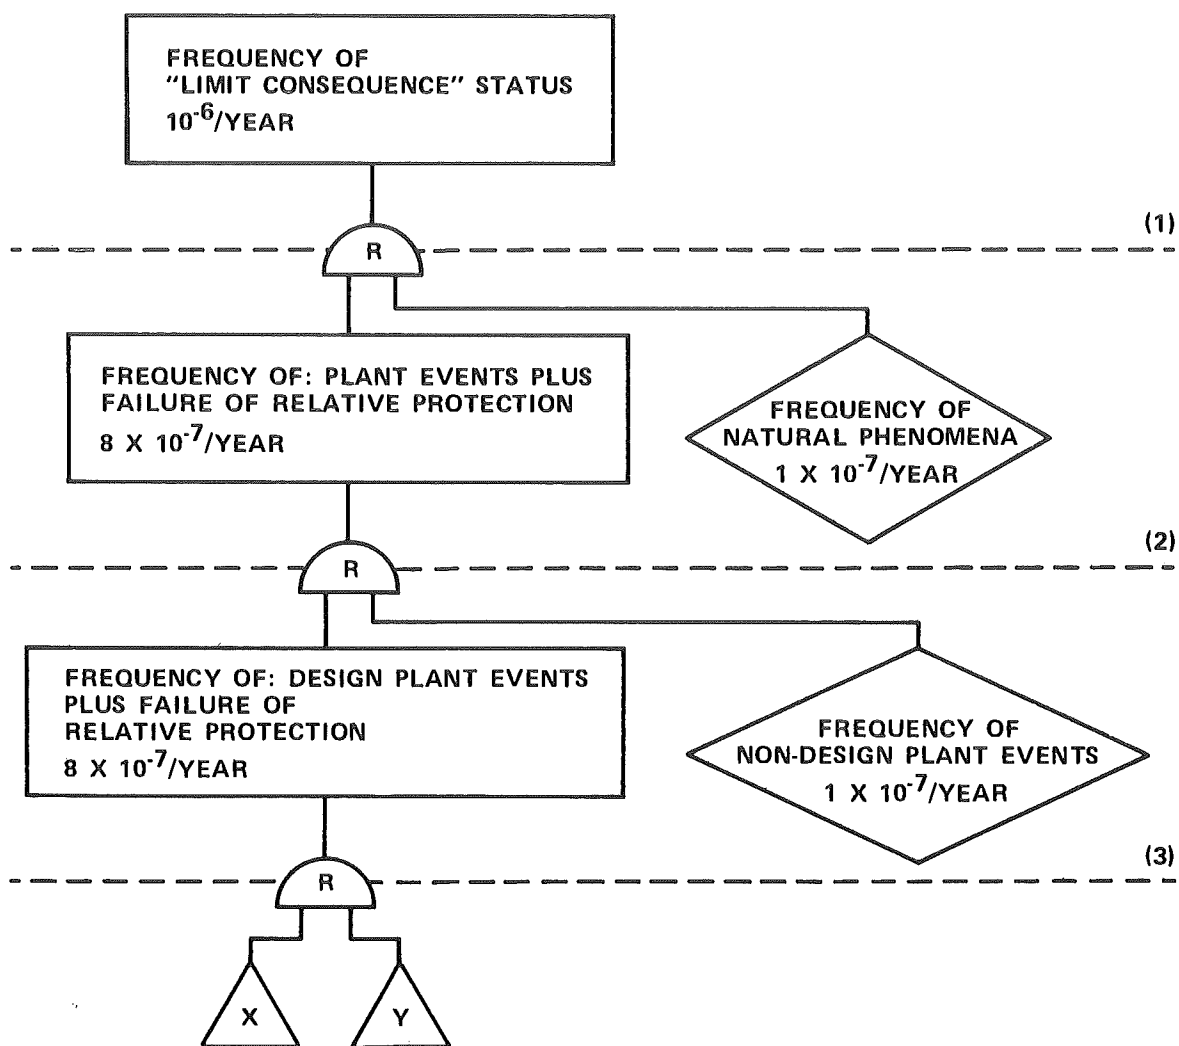 FREQUENCY OF
"LIMIT CONSEQUENCE" STATUS
10⁻⁶/YEAR
(1)
R
FREQUENCY OF: PLANT EVENTS PLUS
FAILURE OF RELATIVE PROTECTION
8 X 10⁻⁷/YEAR
FREQUENCY OF
NATURAL PHENOMENA
1 X 10⁻⁷/YEAR
(2)
R
FREQUENCY OF: DESIGN PLANT EVENTS
PLUS FAILURE OF
RELATIVE PROTECTION
8 X 10⁻⁷/YEAR
FREQUENCY OF
NON-DESIGN PLANT EVENTS
1 X 10⁻⁷/YEAR
(3)
R
X
Y